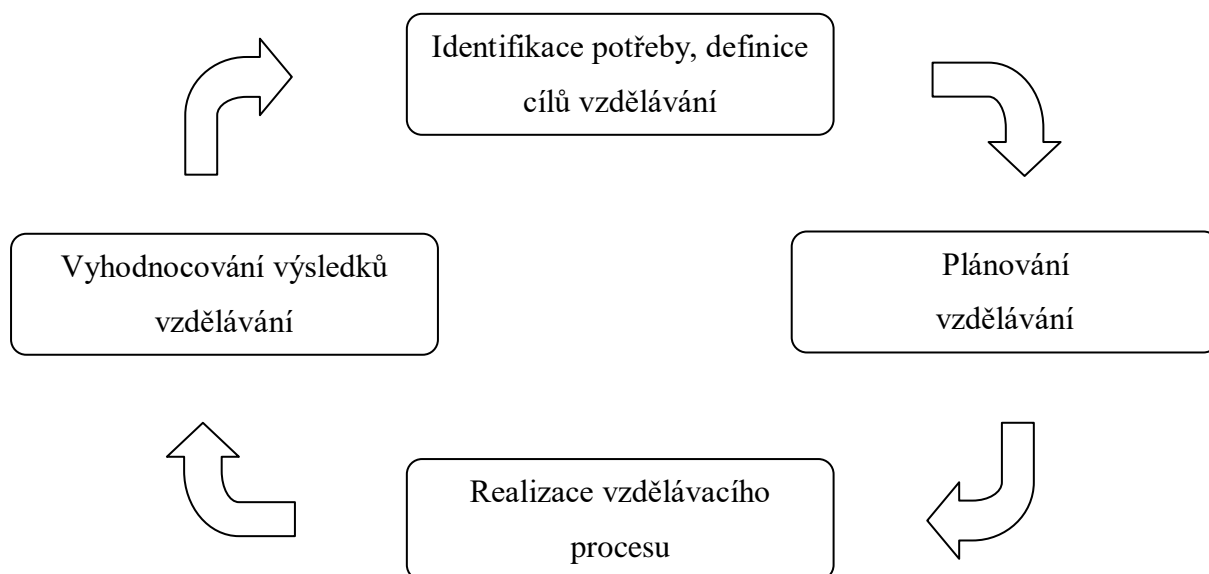 Identifikace potřeby, definice
cílů vzdělávání
Vyhodnocování výsledků
vzdělávání
Plánování
vzdělávání
Realizace vzdělávacího
procesu